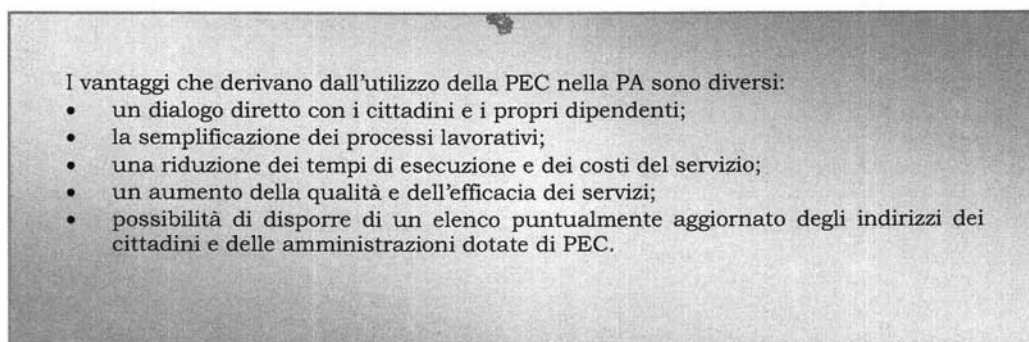 I vantaggi che derivano dall'utilizzo della PEC nella PA sono diversi:
• un dialogo diretto con i cittadini e i propri dipendenti;
• la semplificazione dei processi lavorativi;
• una riduzione dei tempi di esecuzione e dei costi del servizio;
• un aumento della qualità e dell'efficacia dei servizi;
• possibilità di disporre di un elenco puntualmente aggiornato degli indirizzi dei
cittadini e delle amministrazioni dotate di PEC.